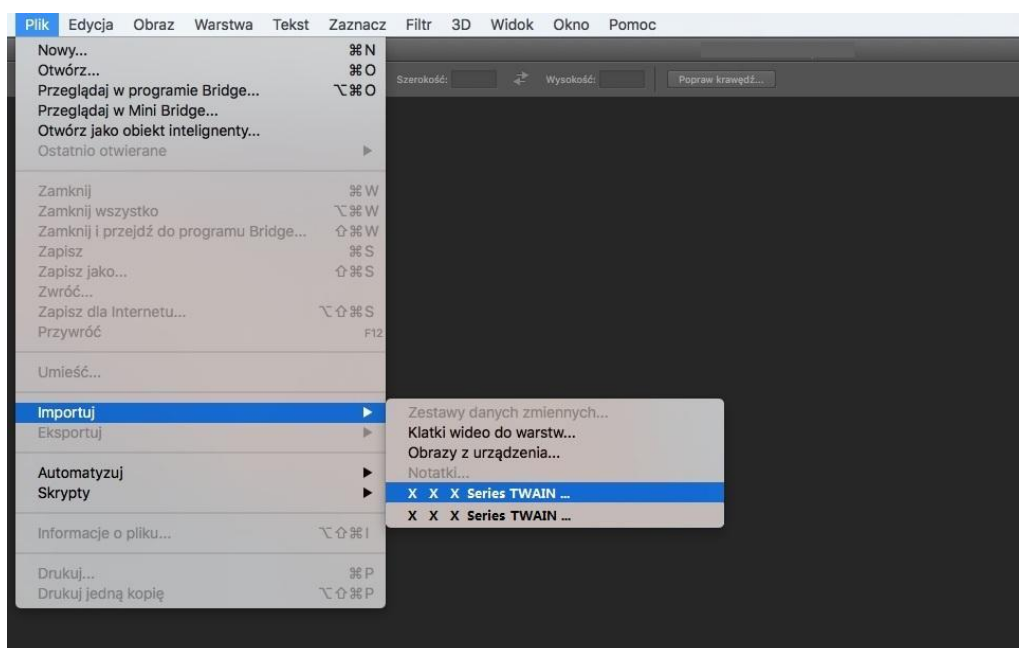 Plik Edycja Obraz Warstwa Tekst Zaznacz Filtr 3D Widok Okno Pomoc
Szerokość: Wysokość: Popraw krawędź...
Nowy... ⌘N
Otwórz... ⌘O
Przeglądaj w programie Bridge... ⌥⌘O
Przeglądaj w Mini Bridge...
Otwórz jako obiekt intelignenty...
Ostatnio otwierane ▶
Zamknij ⌘W
Zamknij wszystko ⌥⌘W
Zamknij i przejdź do programu Bridge... ⇧⌘W
Zapisz ⌘S
Zapisz jako... ⇧⌘S
Zwróć...
Zapisz dla Internetu... ⌥⇧⌘S
Przywróć F12
Umieść...
Importuj ▶
Eksportuj ▶
Automatyzuj ▶
Skrypty ▶
Informacje o pliku... ⌥⇧⌘I
Drukuj... ⌘P
Drukuj jedną kopię ⌥⇧⌘P
Zestawy danych zmiennych...
Klatki wideo do warstw...
Obrazy z urządzenia...
Notatki...
X X X Series TWAIN ...
X X X Series TWAIN ...